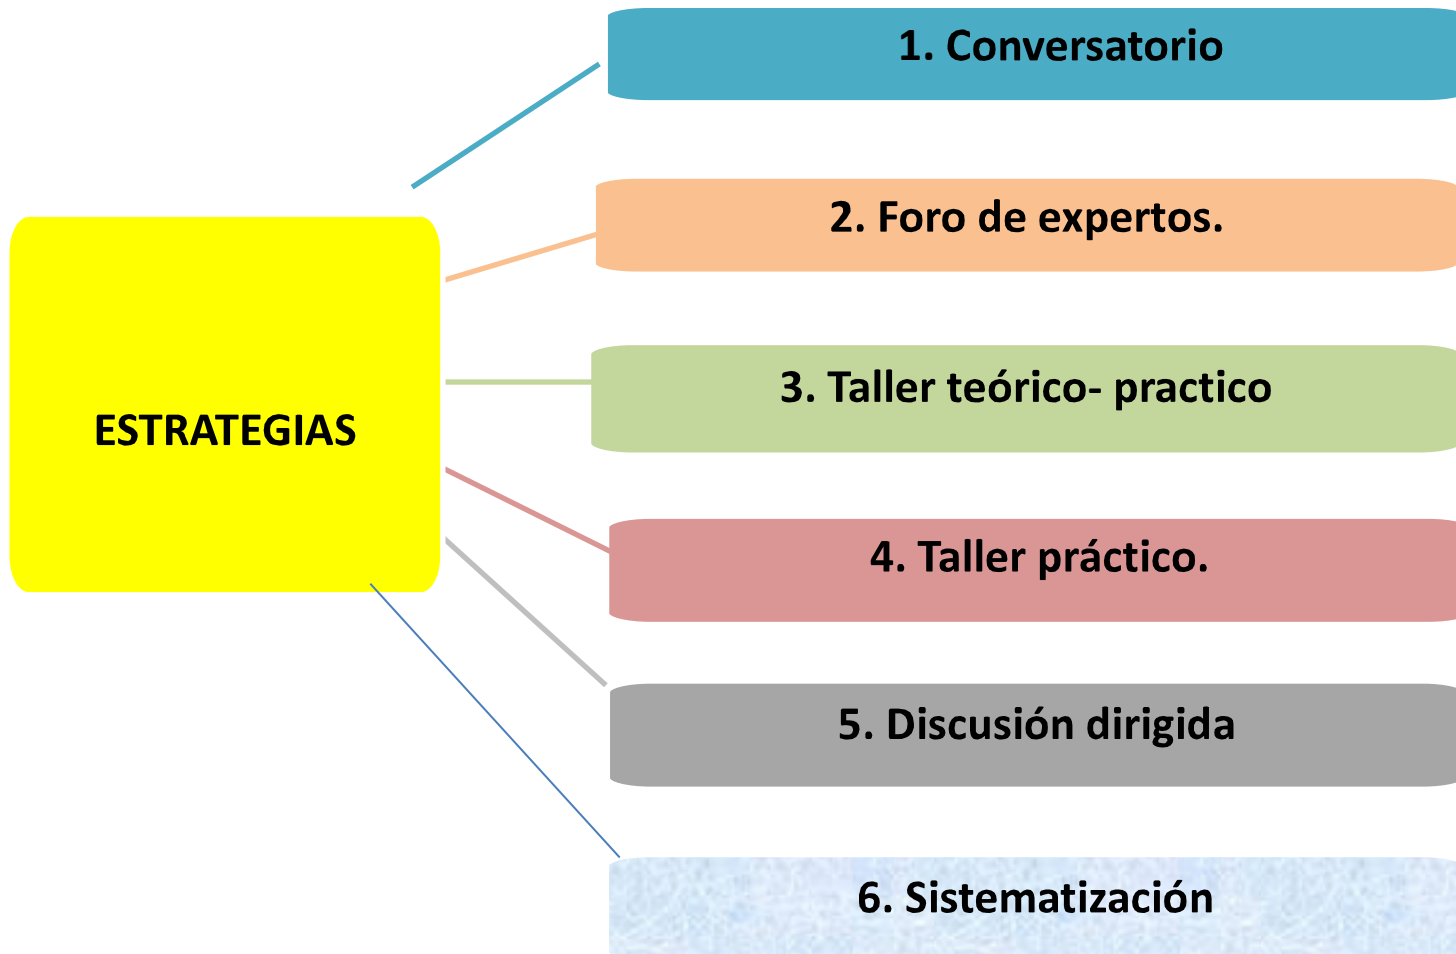 1. Conversatorio
2. Foro de expertos.
3. Taller teórico- practico
ESTRATEGIAS
4. Taller práctico.
5. Discusión dirigida
6. Sistematización